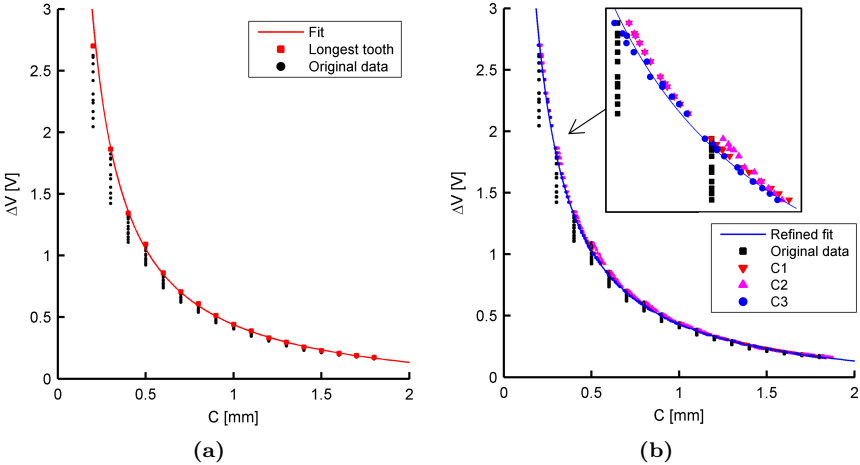 3
2.5
2
1.5
1
0.5
0
ΔV [V]
0
0.5
1
1.5
2
C [mm]
Fit
Longest tooth
Original data
(a)
3
2.5
2
1.5
1
0.5
0
ΔV [V]
0
0.5
1
1.5
2
C [mm]
Refined fit
Original data
C1
C2
C3
(b)